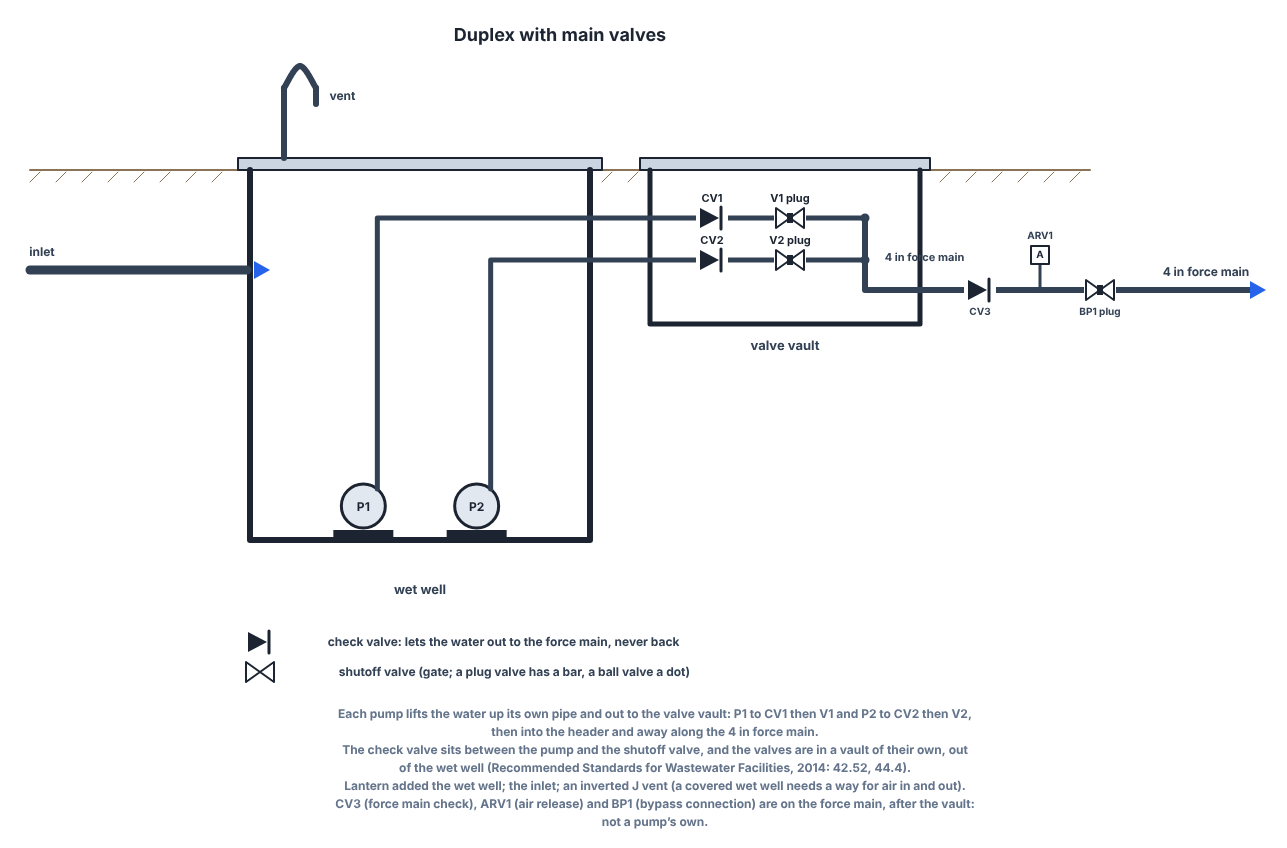 Duplex with main valves
vent
CV1
V1 plug
inlet
CV2
V2 plug
4 in force main
ARV1
A
4 in force main
CV3
BP1 plug
valve vault
P1
P2
wet well
check valve: lets the water out to the force main, never back
shutoff valve (gate; a plug valve has a bar, a ball valve a dot)
Each pump lifts the water up its own pipe and out to the valve vault: P1 to CV1 then V1 and P2 to CV2 then V2,
then into the header and away along the 4 in force main.
The check valve sits between the pump and the shutoff valve, and the valves are in a vault of their own, out
of the wet well (Recommended Standards for Wastewater Facilities, 2014: 42.52, 44.4).
Lantern added the wet well; the inlet; an inverted J vent (a covered wet well needs a way for air in and out).
CV3 (force main check), ARV1 (air release) and BP1 (bypass connection) are on the force main, after the vault:
not a pump’s own.